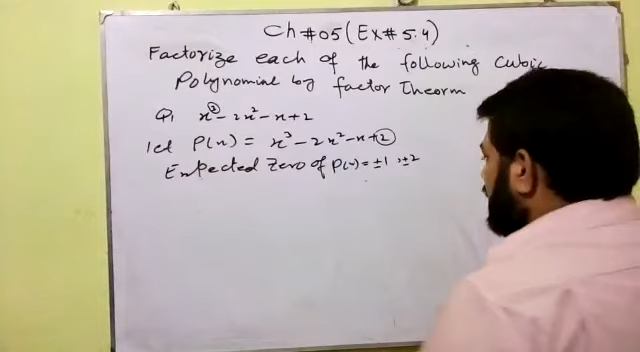 Ch # 05 (Ex # 5.4)
Factorize each of the following Cubic
Polynomial by factor Theorm
Q1 x³ - 2x² - x + 2
let P(x) = x³ - 2x² - x + 2
Expected Zero of P(x) = ±1, ±2